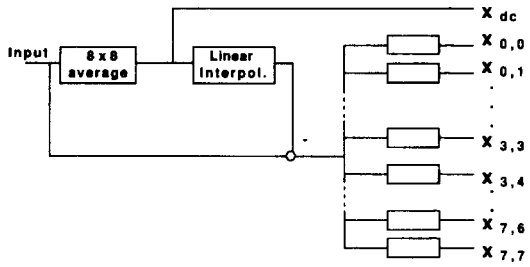 X dc
Input
8 x 8
average
Linear
Interpol.
X 0,0
X 0,1
-
X 3,3
X 3,4
X 7,6
X 7,7